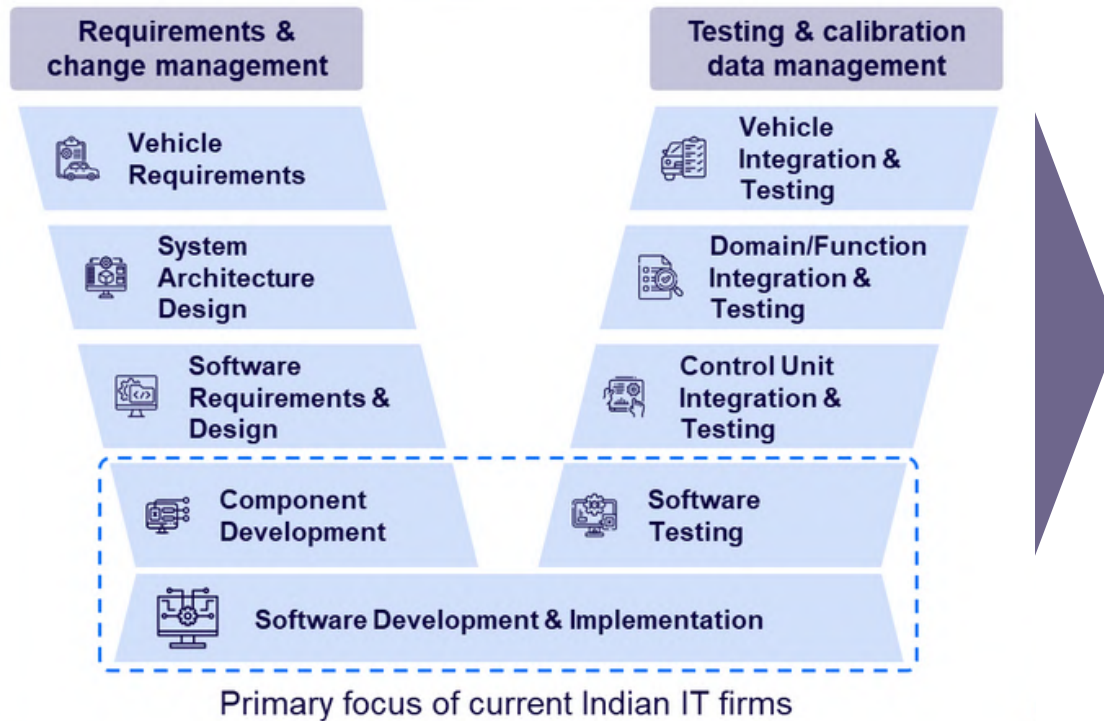 Requirements &
change management
Testing & calibration
data management
Vehicle
Requirements
Vehicle
Integration &
Testing
System
Architecture
Design
Domain/Function
Integration &
Testing
Software
Requirements &
Design
Control Unit
Integration &
Testing
Component
Development
Software
Testing
Software Development & Implementation
Primary focus of current Indian IT firms